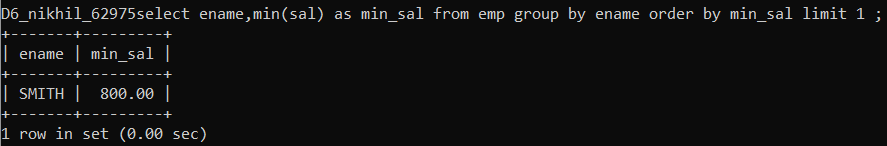 D6_nikhil_62975select ename,min(sal) as min_sal from emp group by ename order by min_sal limit 1 ;
+-------+---------+
| ename | min_sal |
+-------+---------+
| SMITH |  800.00 |
+-------+---------+
1 row in set (0.00 sec)